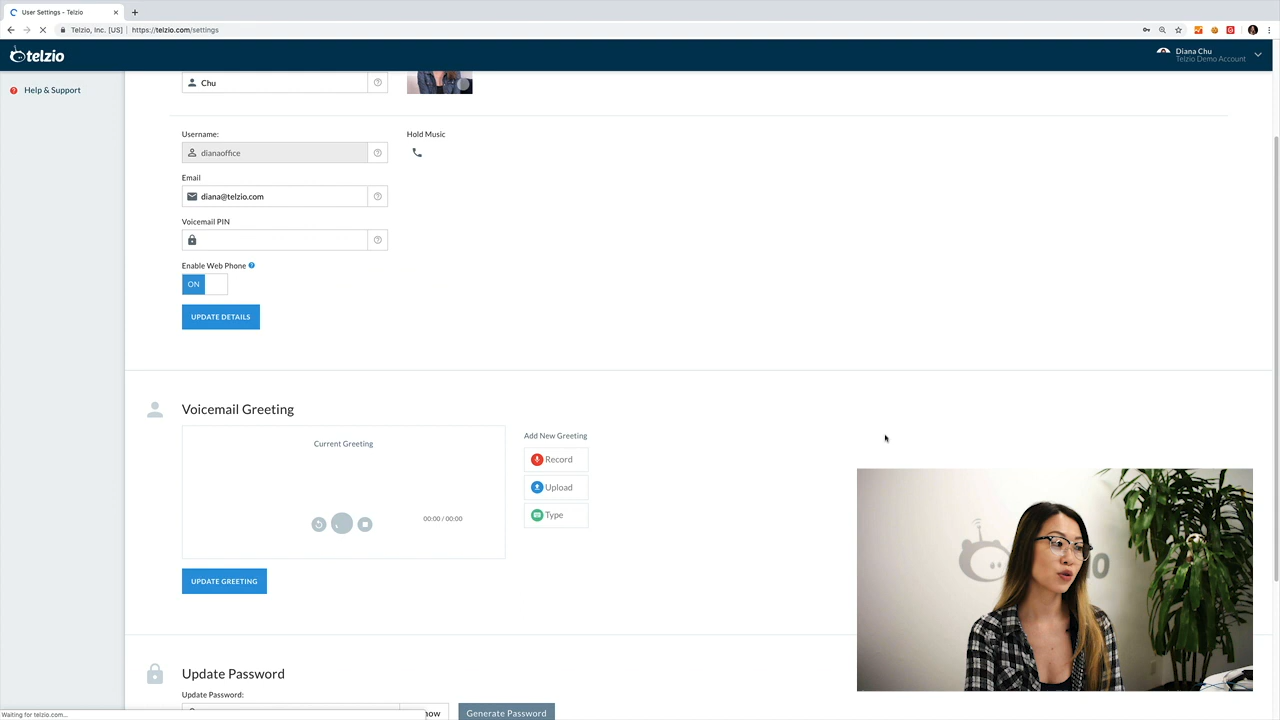 User Settings - Telzio
Telzio, Inc. [US]
https://telzio.com/settings
telzio
Diana Chu
Telzio Demo Account
Help & Support
Chu
Username:
Hold Music
dianaoffice
Email
diana@telzio.com
Voicemail PIN
Enable Web Phone
ON
UPDATE DETAILS
Voicemail Greeting
Current Greeting
Add New Greeting
Record
Upload
Type
00:00 / 00:00
UPDATE GREETING
Update Password
Update Password:
Generate Password
Waiting for telzio.com...